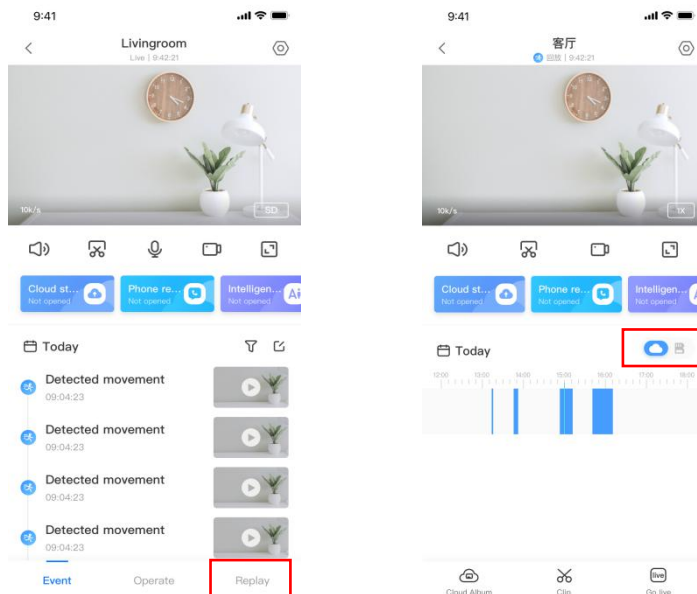 9:41
Livingroom
Live | 9:42:21
10k/s
SD
Cloud st...
Not opened
Phone re...
Not opened
Intelligen...
Not opened
Today
Detected movement
09:04:23
Detected movement
09:04:23
Detected movement
09:04:23
Detected movement
09:04:23
Event
Operate
Replay
9:41
客厅
回放 | 9:42:21
10k/s
1X
Cloud st...
Not opened
Phone re...
Not opened
Intelligen...
Not opened
Today
12:00 13:00 14:00 15:00 16:00 17:00 18:00
Cloud Album
Clip
live
Go live